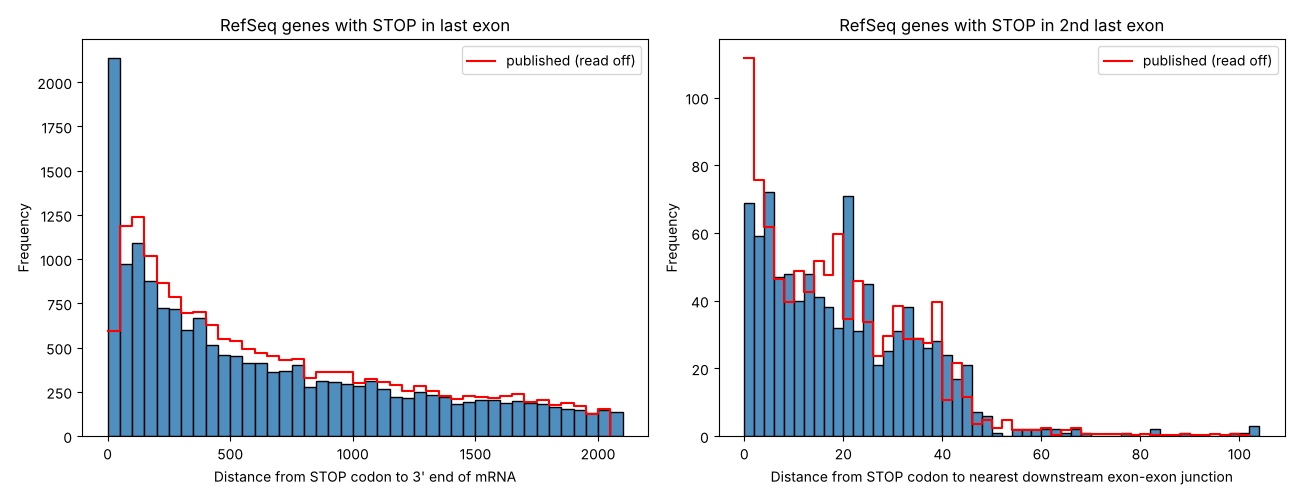 RefSeq genes with STOP in last exon
published (read off)
2000
1750
1500
1250
1000
750
500
250
0
Frequency
0 500 1000 1500 2000
Distance from STOP codon to 3' end of mRNA
RefSeq genes with STOP in 2nd last exon
published (read off)
100
80
60
40
20
0
Frequency
0 20 40 60 80 100
Distance from STOP codon to nearest downstream exon-exon junction